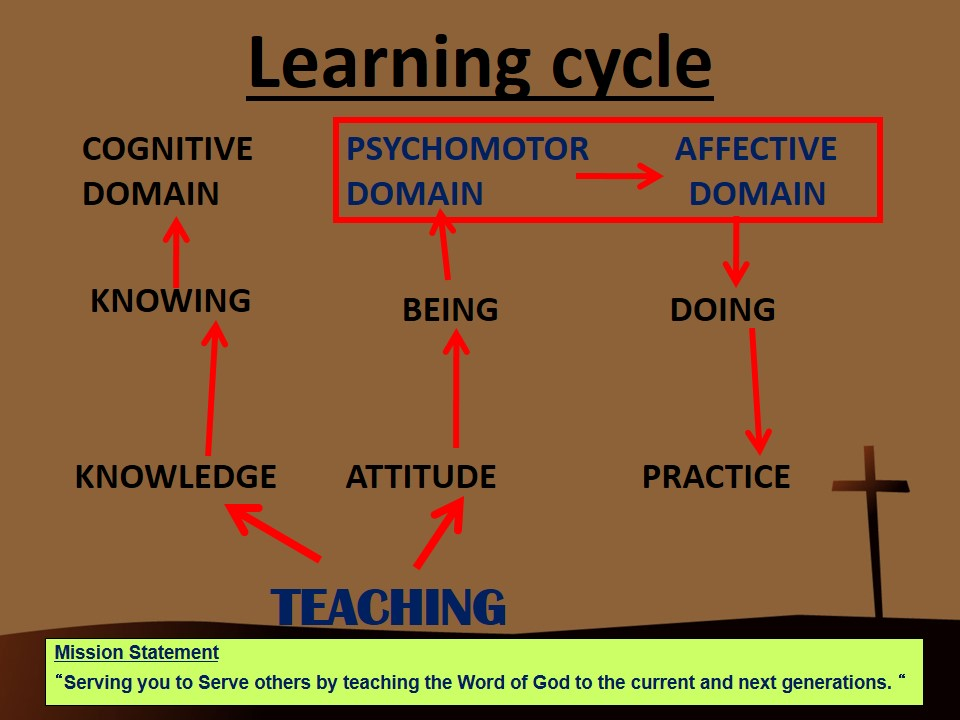 Learning cycle
COGNITIVE DOMAIN
PSYCHOMOTOR DOMAIN
AFFECTIVE DOMAIN
KNOWING
BEING
DOING
KNOWLEDGE
ATTITUDE
PRACTICE
TEACHING
Mission Statement
“Serving you to Serve others by teaching the Word of God to the current and next generations. “